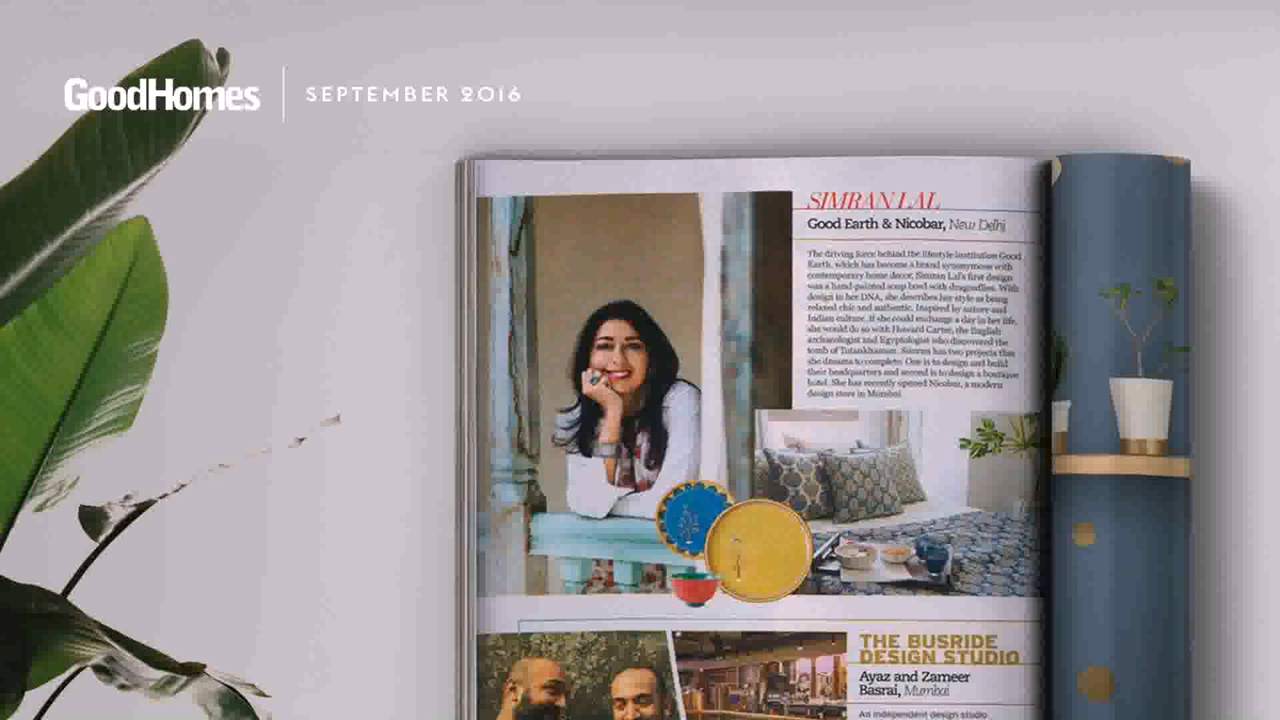 GoodHomes
SEPTEMBER 2016
SIMRAN LAL
Good Earth & Nicobar, New Delhi
The driving force behind the lifestyle institution Good
Earth, which has become a brand synonymous with
contemporary home decor, Simran Lal's first design
was a hand-painted soup bowl with dragonflies. With
design in her DNA, she describes her style as being
relaxed chic and authentic. Inspired by nature and
Indian culture. If she could exchange a day in her life,
she would do so with Howard Carter, the English
archaeologist and Egyptologist who discovered the
tomb of Tutankhamun. Simran has two projects that
she dreams to complete: One is to design and build
their headquarters and second is to design a boutique
hotel. She has recently opened Nicobar, a modern
design store in Mumbai
THE BUSRIDE
DESIGN STUDIO
Ayaz and Zameer
Basrai, Mumbai
An independent design studio